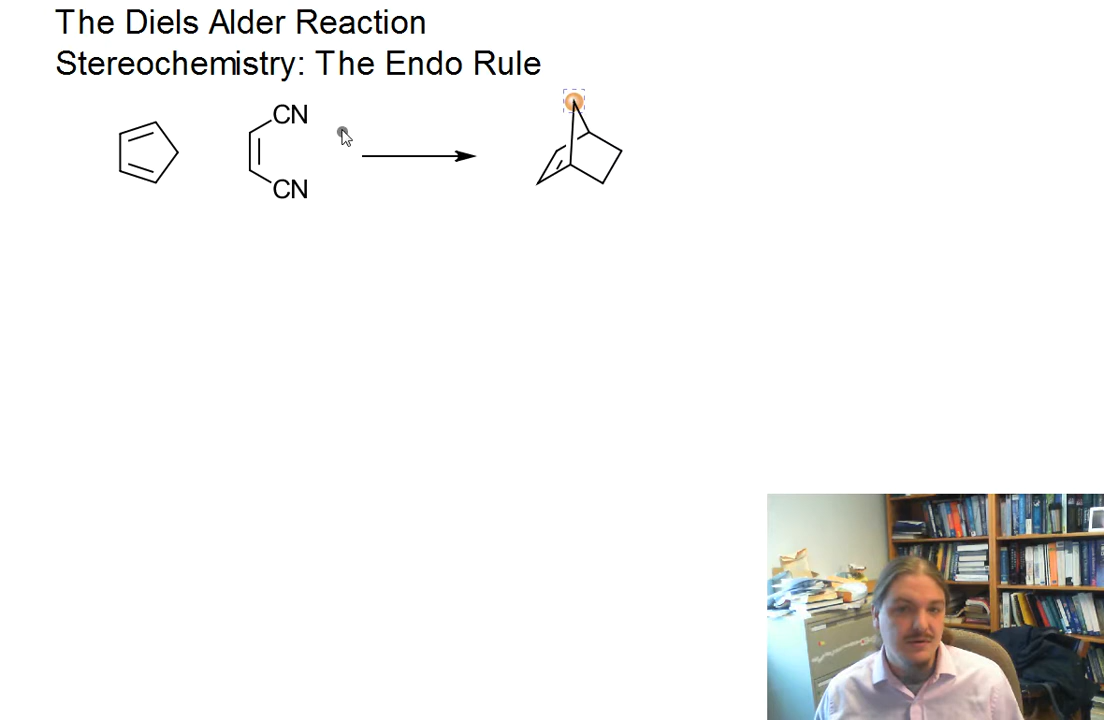 The Diels Alder Reaction
Stereochemistry: The Endo Rule
CN
CN